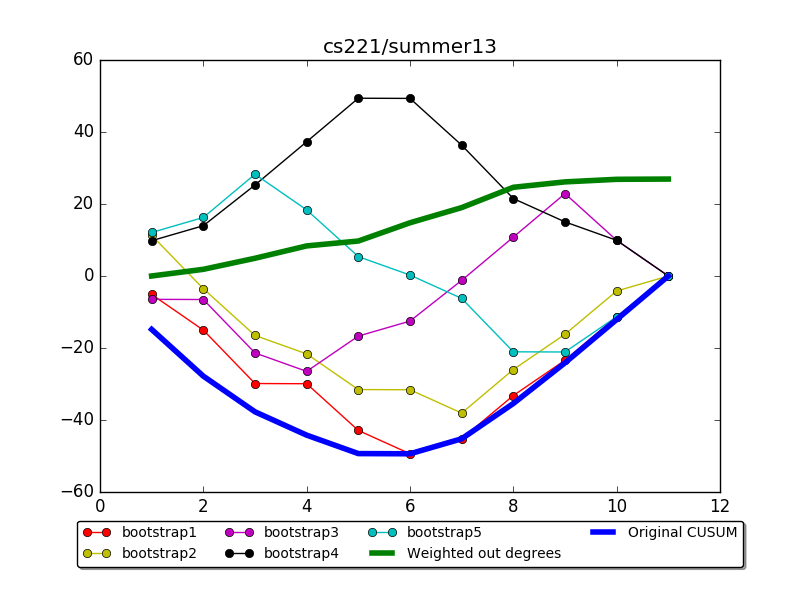 cs221/summer13
60
40
20
0
−20
−40
−60
0 2 4 6 8 10 12
bootstrap1 bootstrap3 bootstrap5 Original CUSUM
bootstrap2 bootstrap4 Weighted out degrees